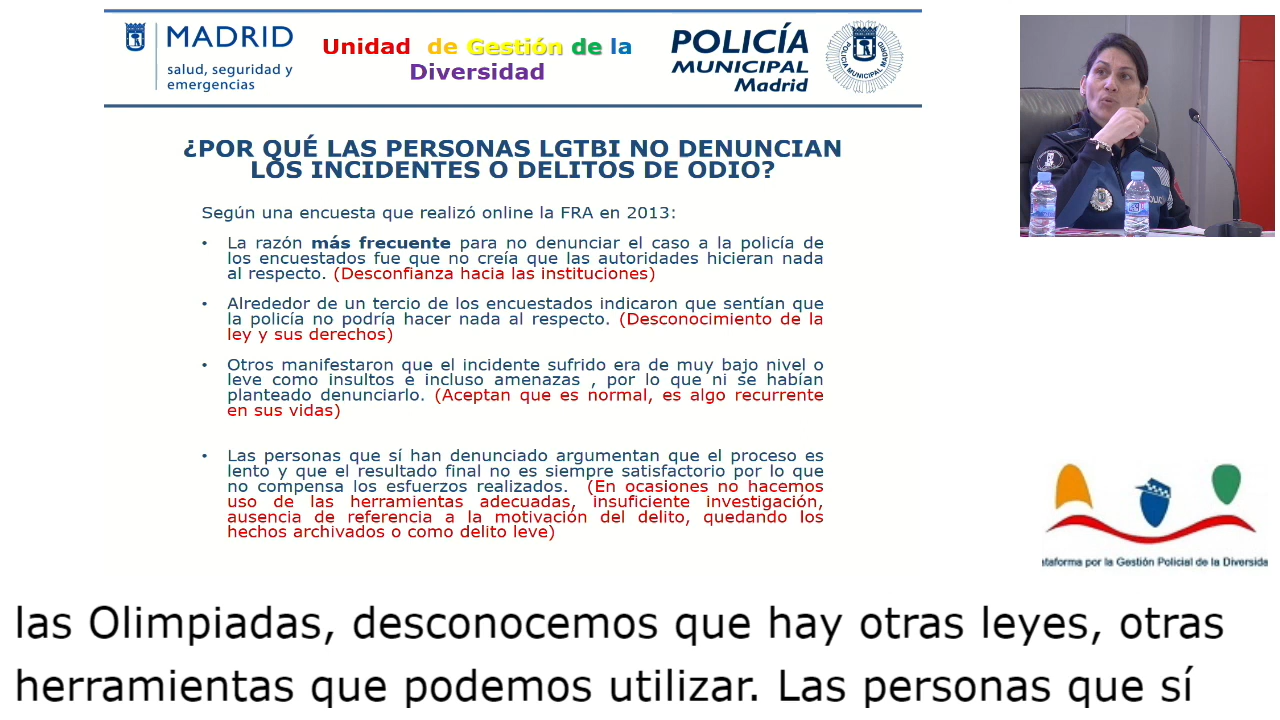 MADRID
salud, seguridad y
emergencias
Unidad de Gestión de la
Diversidad
POLICÍA
MUNICIPAL
Madrid
POLICIA MUNICIPAL MADRID
¿POR QUÉ LAS PERSONAS LGTBI NO DENUNCIAN
LOS INCIDENTES O DELITOS DE ODIO?
Según una encuesta que realizó online la FRA en 2013:
• La razón más frecuente para no denunciar el caso a la policía de
los encuestados fue que no creía que las autoridades hicieran nada
al respecto. (Desconfianza hacia las instituciones)
• Alrededor de un tercio de los encuestados indicaron que sentían que
la policía no podría hacer nada al respecto. (Desconocimiento de la
ley y sus derechos)
• Otros manifestaron que el incidente sufrido era de muy bajo nivel o
leve como insultos e incluso amenazas , por lo que ni se habían
planteado denunciarlo. (Aceptan que es normal, es algo recurrente
en sus vidas)
• Las personas que sí han denunciado argumentan que el proceso es
lento y que el resultado final no es siempre satisfactorio por lo que
no compensa los esfuerzos realizados. (En ocasiones no hacemos
uso de las herramientas adecuadas, insuficiente investigación,
ausencia de referencia a la motivación del delito, quedando los
hechos archivados o como delito leve)
ataforma por la Gestión Policial de la Diversida
las Olimpiadas, desconocemos que hay otras leyes, otras
herramientas que podemos utilizar. Las personas que sí